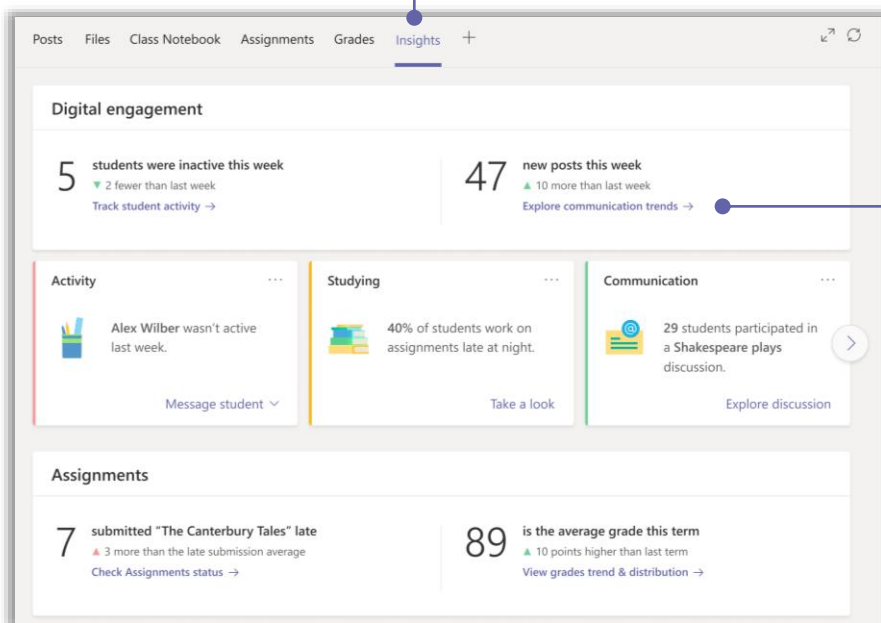 Posts Files Class Notebook Assignments Grades Insights +
Digital engagement
5 students were inactive this week
▼ 2 fewer than last week
Track student activity →
47 new posts this week
▲ 10 more than last week
Explore communication trends →
Activity ...
Alex Wilber wasn't active
last week.
Message student
Studying ...
40% of students work on
assignments late at night.
Take a look
Communication ...
@
29 students participated in
a Shakespeare plays
discussion.
Explore discussion
Assignments
7 submitted "The Canterbury Tales" late
▲ 3 more than the late submission average
Check Assignments status →
89 is the average grade this term
▲ 10 points higher than last term
View grades trend & distribution →